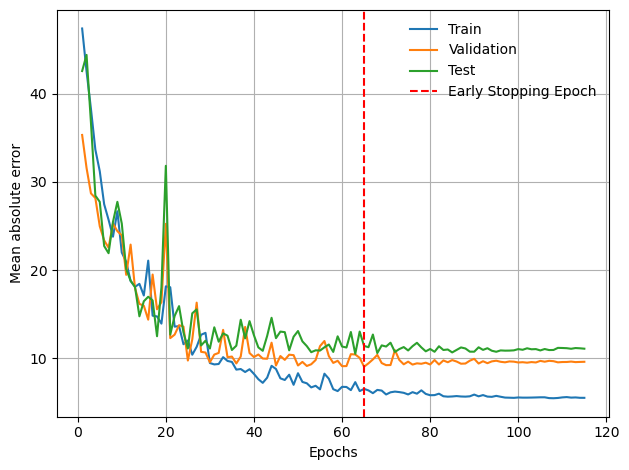 Train
Validation
Test
Early Stopping Epoch
Mean absolute error
40
30
20
10
0
20
40
60
80
100
120
Epochs